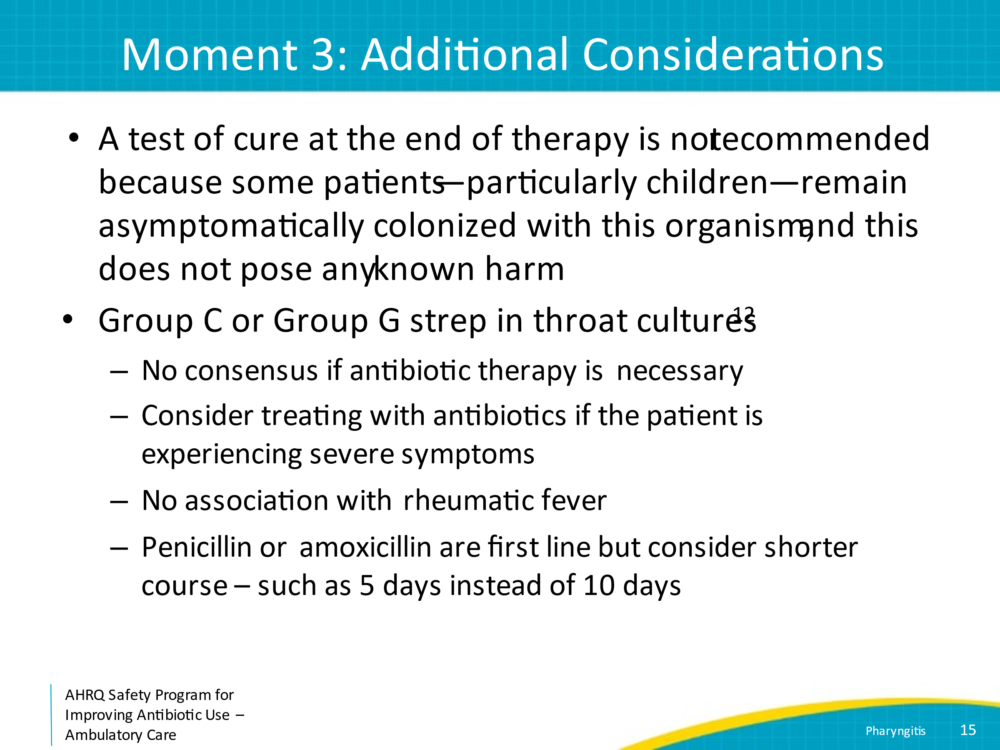 Moment 3: Additional Considerations
• A test of cure at the end of therapy is not recommended
because some patients—particularly children—remain
asymptomatically colonized with this organism, and this
does not pose any known harm
• Group C or Group G strep in throat cultures12
– No consensus if antibiotic therapy is necessary
– Consider treating with antibiotics if the patient is
experiencing severe symptoms
– No association with rheumatic fever
– Penicillin or amoxicillin are first line but consider shorter
course – such as 5 days instead of 10 days
AHRQ Safety Program for
Improving Antibiotic Use –
Ambulatory Care
Pharyngitis 15